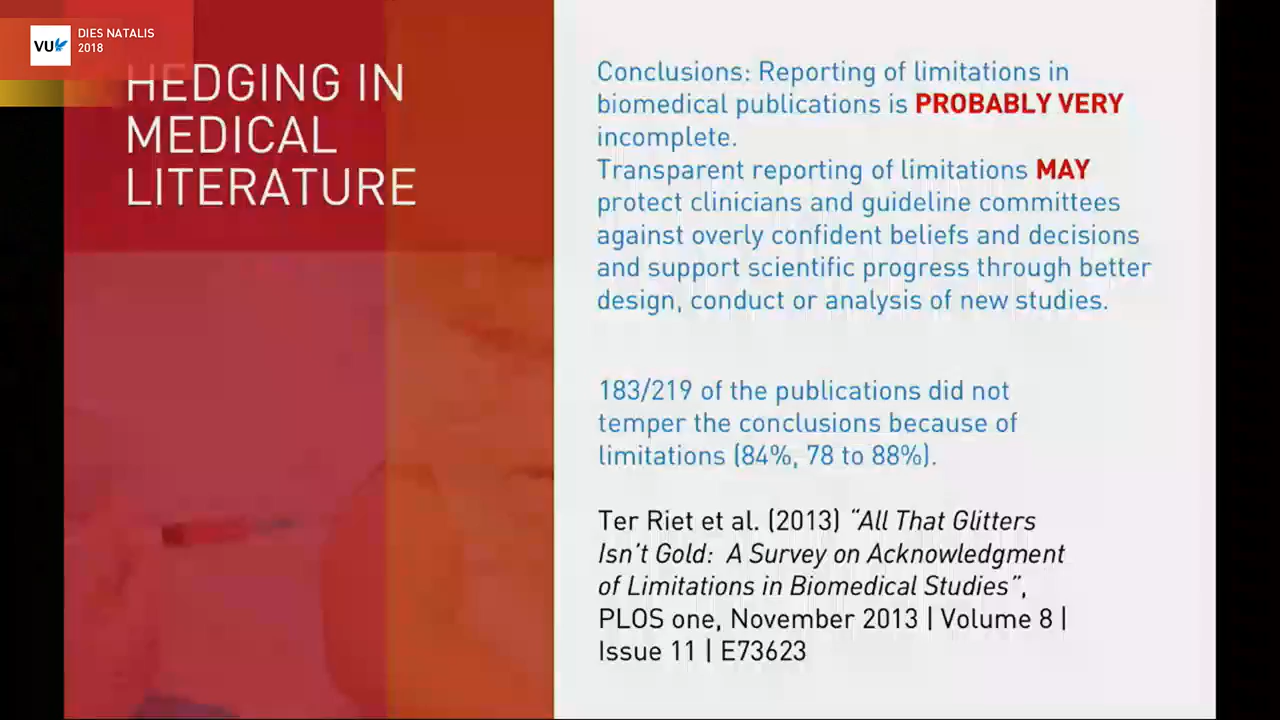 VU
DIES NATALIS
2018
HEDGING IN
MEDICAL
LITERATURE
Conclusions: Reporting of limitations in
biomedical publications is PROBABLY VERY
incomplete.
Transparent reporting of limitations MAY
protect clinicians and guideline committees
against overly confident beliefs and decisions
and support scientific progress through better
design, conduct or analysis of new studies.
183/219 of the publications did not
temper the conclusions because of
limitations (84%, 78 to 88%).
Ter Riet et al. (2013) “All That Glitters
Isn’t Gold: A Survey on Acknowledgment
of Limitations in Biomedical Studies”,
PLOS one, November 2013 | Volume 8 |
Issue 11 | E73623